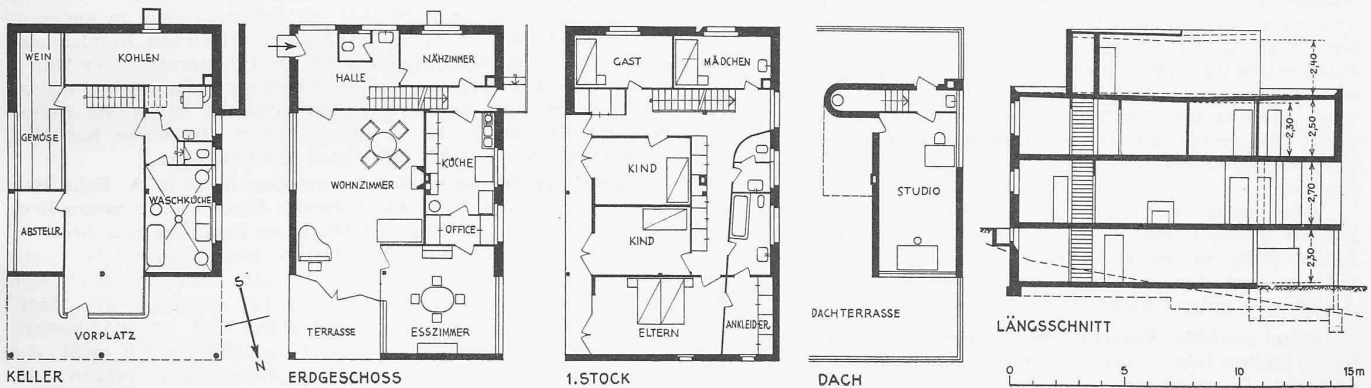 WEIN
KOHLEN
GEMÜSE
WASCHKÜCHE
ABSTELLR.
VORPLATZ
KELLER
S
N
HALLE
NÄHZIMMER
WOHNZIMMER
KÜCHE
OFFICE
TERRASSE
ESSZIMMER
ERDGESCHOSS
GAST
MÄDCHEN
KIND
KIND
ELTERN
ANKLEIDER.
1. STOCK
STUDIO
DACHTERRASSE
DACH
2,40
2,30
2,50
2,70
2,30
LÄNGSSCHNITT
0 5 10 15 m